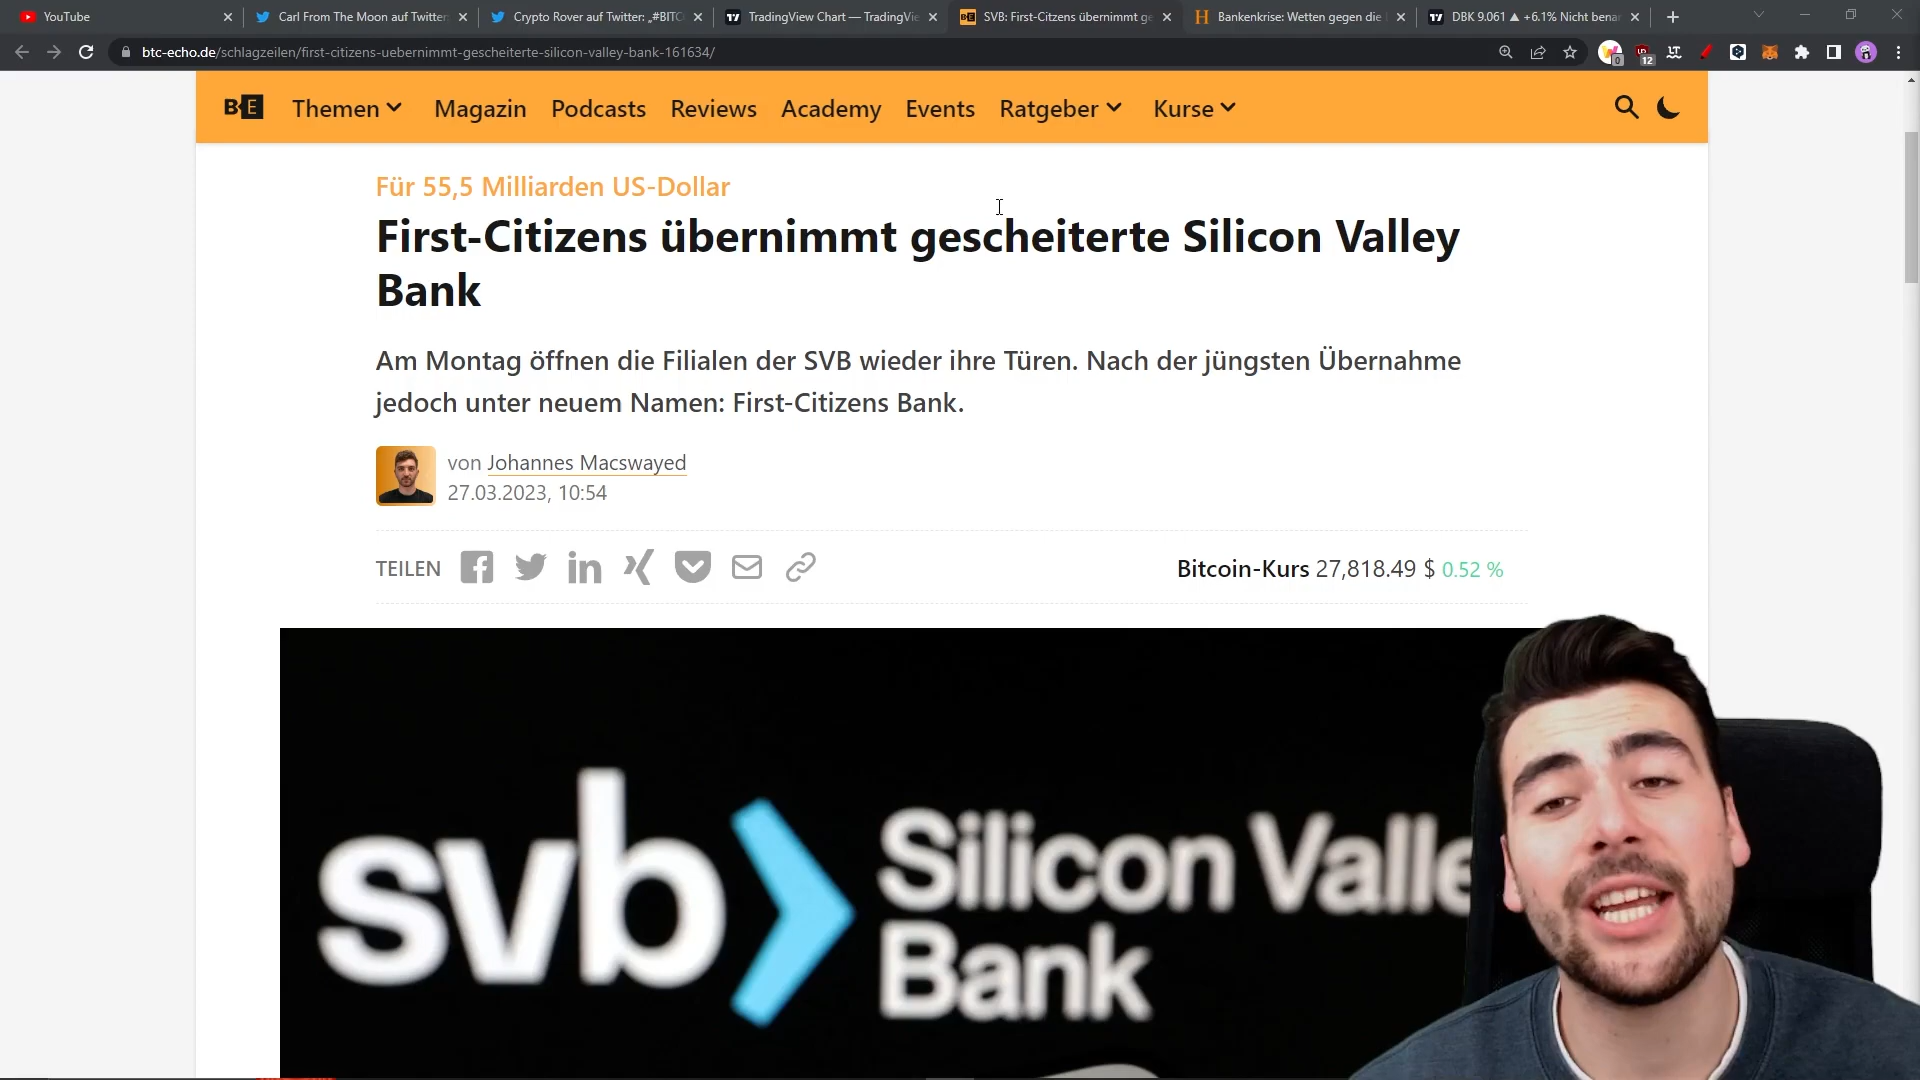 YouTube
Carl From The Moon auf Twitter:
Crypto Rover auf Twitter: „#BITC
TradingView Chart — TradingVie
SVB: First-Citzens übernimmt ge
Bankenkrise: Wetten gegen die
DBK 9.061 ▲ +6.1% Nicht bena
btc-echo.de/schlagzeilen/first-citizens-uebernimmt-gescheiterte-silicon-valley-bank-161634/
0
12
BE Themen Magazin Podcasts Reviews Academy Events Ratgeber Kurse
Für 55,5 Milliarden US-Dollar
First-Citizens übernimmt gescheiterte Silicon Valley
Bank
Am Montag öffnen die Filialen der SVB wieder ihre Türen. Nach der jüngsten Übernahme
jedoch unter neuem Namen: First-Citizens Bank.
von Johannes Macswayed
27.03.2023, 10:54
TEILEN
Bitcoin-Kurs 27,818.49 $ 0.52 %
svb
Silicon Valle
Bank